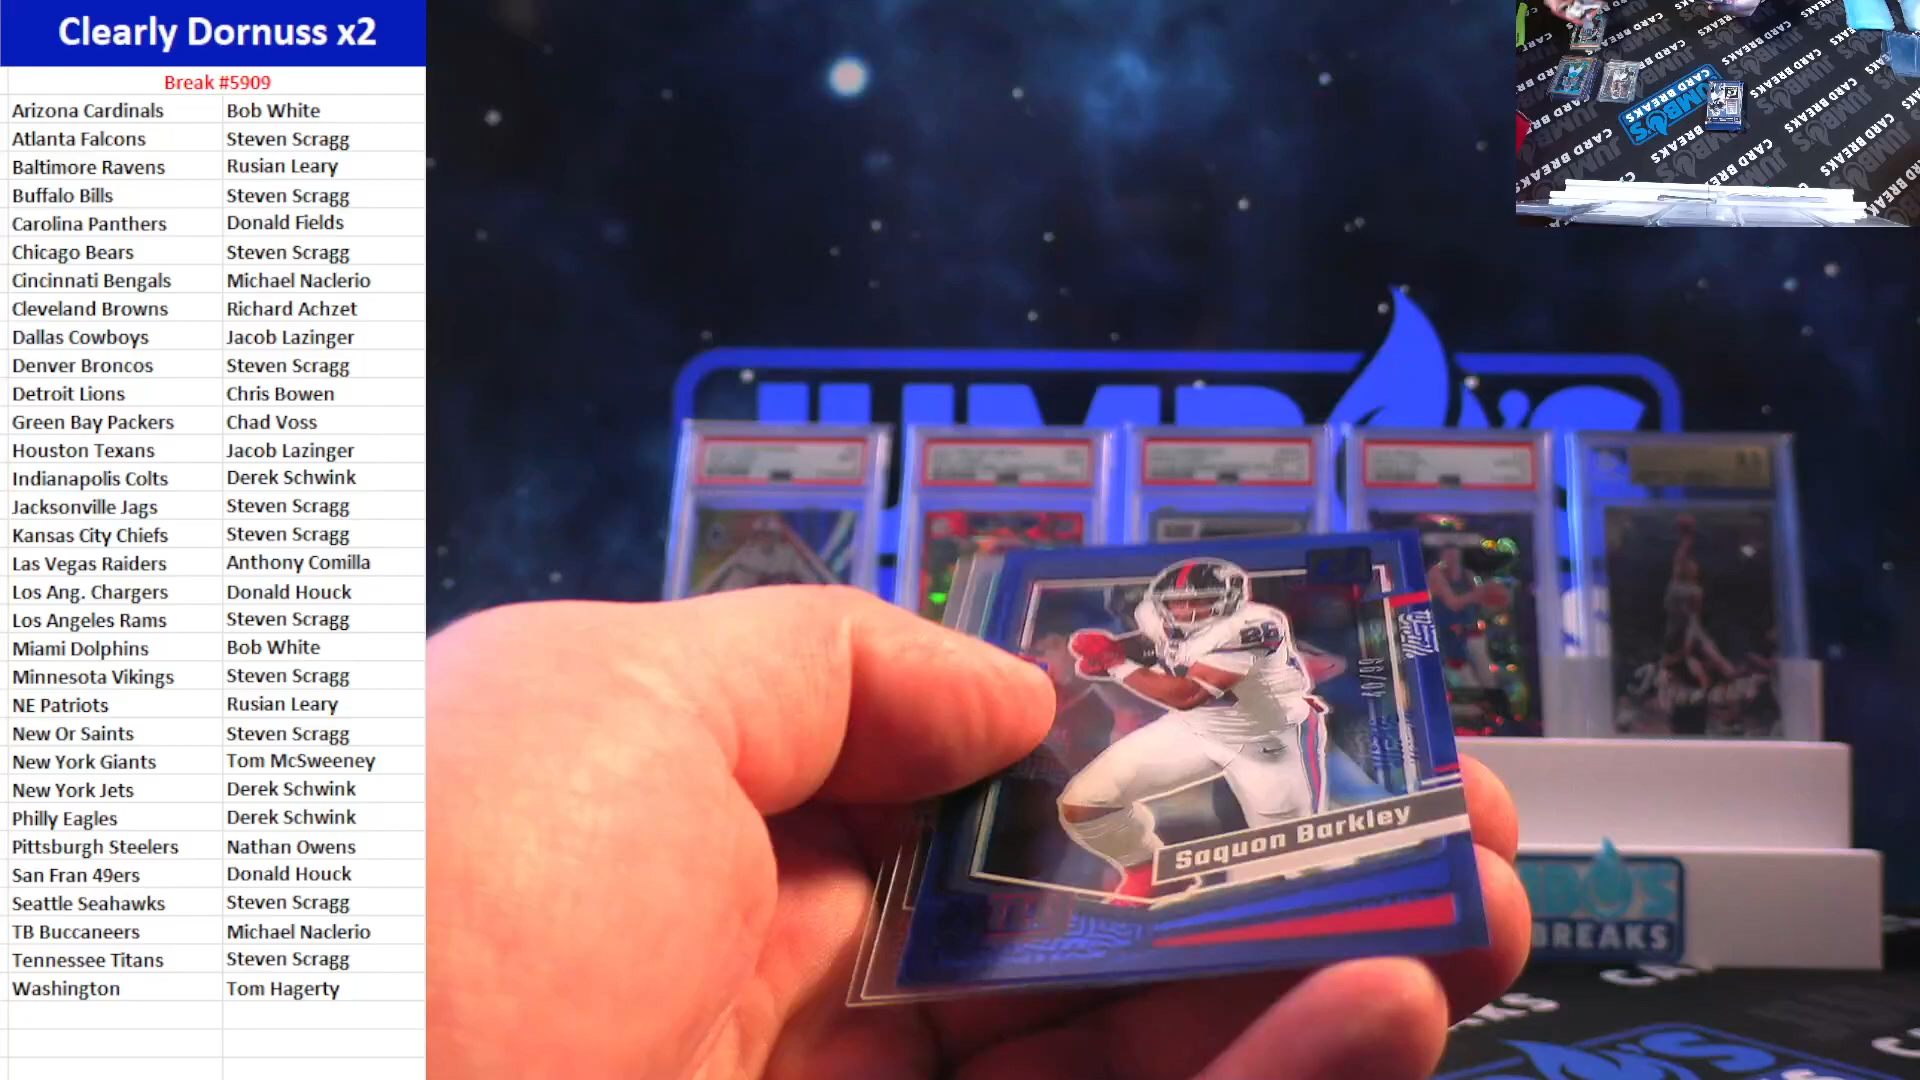 Clearly Dornuss x2
Break #5909
Arizona Cardinals Bob White
Atlanta Falcons Steven Scragg
Baltimore Ravens Rusian Leary
Buffalo Bills Steven Scragg
Carolina Panthers Donald Fields
Chicago Bears Steven Scragg
Cincinnati Bengals Michael Naclerio
Cleveland Browns Richard Achzet
Dallas Cowboys Jacob Lazinger
Denver Broncos Steven Scragg
Detroit Lions Chris Bowen
Green Bay Packers Chad Voss
Houston Texans Jacob Lazinger
Indianapolis Colts Derek Schwink
Jacksonville Jags Steven Scragg
Kansas City Chiefs Steven Scragg
Las Vegas Raiders Anthony Comilla
Los Ang. Chargers Donald Houck
Los Angeles Rams Steven Scragg
Miami Dolphins Bob White
Minnesota Vikings Steven Scragg
NE Patriots Rusian Leary
New Or Saints Steven Scragg
New York Giants Tom McSweeney
New York Jets Derek Schwink
Philly Eagles Derek Schwink
Pittsburgh Steelers Nathan Owens
San Fran 49ers Donald Houck
Seattle Seahawks Steven Scragg
TB Buccaneers Michael Naclerio
Tennessee Titans Steven Scragg
Washington Tom Hagerty
CARD BREAKS
26
40/99
Saquon Barkley
BREAKS